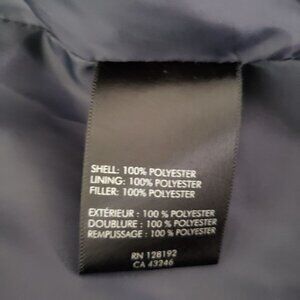 SHELL: 100% POLYESTER
LINING: 100% POLYESTER
FILLER: 100% POLYESTER
EXTÉRIEUR : 100 % POLYESTER
DOUBLURE : 100 % POLYESTER
REMPLISSAGE : 100 % POLYESTER
RN 128192
CA 43246